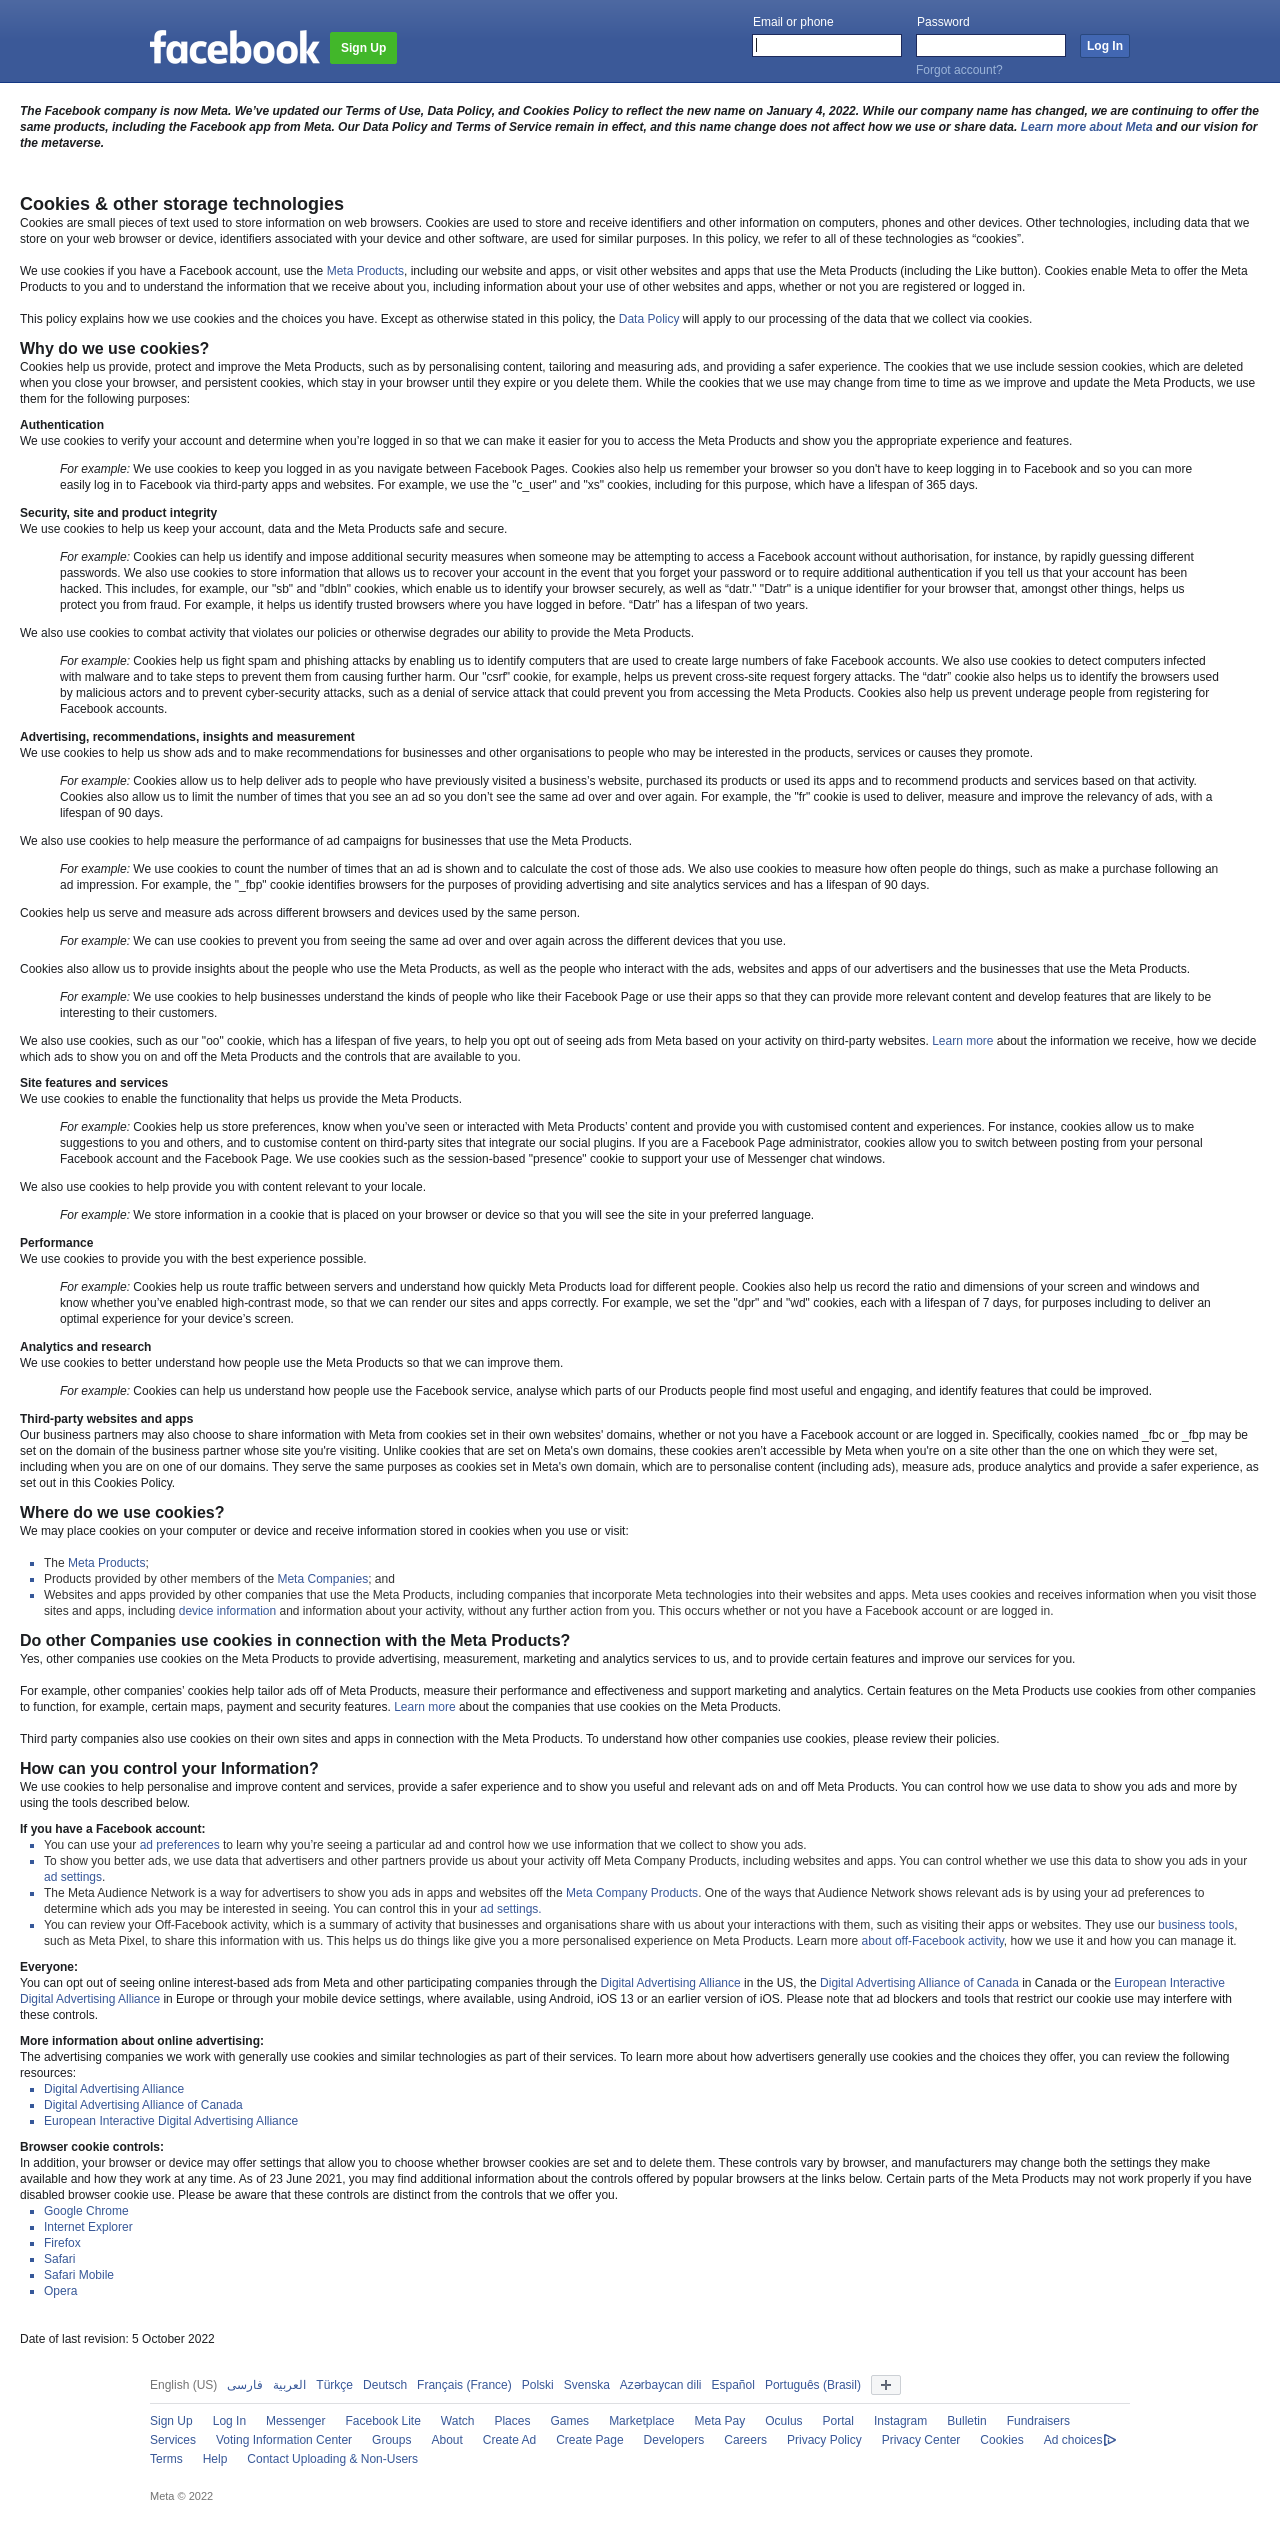 Email or phone
Password
facebook
Sign Up
Log In
Forgot account?
The Facebook company is now Meta. We’ve updated our Terms of Use, Data Policy, and Cookies Policy to reflect the new name on January 4, 2022. While our company name has changed, we are continuing to offer the
same products, including the Facebook app from Meta. Our Data Policy and Terms of Service remain in effect, and this name change does not affect how we use or share data. Learn more about Meta and our vision for
the metaverse.
Cookies & other storage technologies
Cookies are small pieces of text used to store information on web browsers. Cookies are used to store and receive identifiers and other information on computers, phones and other devices. Other technologies, including data that we
store on your web browser or device, identifiers associated with your device and other software, are used for similar purposes. In this policy, we refer to all of these technologies as “cookies”.
We use cookies if you have a Facebook account, use the Meta Products, including our website and apps, or visit other websites and apps that use the Meta Products (including the Like button). Cookies enable Meta to offer the Meta
Products to you and to understand the information that we receive about you, including information about your use of other websites and apps, whether or not you are registered or logged in.
This policy explains how we use cookies and the choices you have. Except as otherwise stated in this policy, the Data Policy will apply to our processing of the data that we collect via cookies.
Why do we use cookies?
Cookies help us provide, protect and improve the Meta Products, such as by personalising content, tailoring and measuring ads, and providing a safer experience. The cookies that we use include session cookies, which are deleted
when you close your browser, and persistent cookies, which stay in your browser until they expire or you delete them. While the cookies that we use may change from time to time as we improve and update the Meta Products, we use
them for the following purposes:
Authentication
We use cookies to verify your account and determine when you’re logged in so that we can make it easier for you to access the Meta Products and show you the appropriate experience and features.
For example: We use cookies to keep you logged in as you navigate between Facebook Pages. Cookies also help us remember your browser so you don't have to keep logging in to Facebook and so you can more
easily log in to Facebook via third-party apps and websites. For example, we use the "c_user" and "xs" cookies, including for this purpose, which have a lifespan of 365 days.
Security, site and product integrity
We use cookies to help us keep your account, data and the Meta Products safe and secure.
For example: Cookies can help us identify and impose additional security measures when someone may be attempting to access a Facebook account without authorisation, for instance, by rapidly guessing different
passwords. We also use cookies to store information that allows us to recover your account in the event that you forget your password or to require additional authentication if you tell us that your account has been
hacked. This includes, for example, our "sb" and "dbln" cookies, which enable us to identify your browser securely, as well as “datr." "Datr" is a unique identifier for your browser that, amongst other things, helps us
protect you from fraud. For example, it helps us identify trusted browsers where you have logged in before. “Datr” has a lifespan of two years.
We also use cookies to combat activity that violates our policies or otherwise degrades our ability to provide the Meta Products.
For example: Cookies help us fight spam and phishing attacks by enabling us to identify computers that are used to create large numbers of fake Facebook accounts. We also use cookies to detect computers infected
with malware and to take steps to prevent them from causing further harm. Our "csrf” cookie, for example, helps us prevent cross-site request forgery attacks. The “datr” cookie also helps us to identify the browsers used
by malicious actors and to prevent cyber-security attacks, such as a denial of service attack that could prevent you from accessing the Meta Products. Cookies also help us prevent underage people from registering for
Facebook accounts.
Advertising, recommendations, insights and measurement
We use cookies to help us show ads and to make recommendations for businesses and other organisations to people who may be interested in the products, services or causes they promote.
For example: Cookies allow us to help deliver ads to people who have previously visited a business’s website, purchased its products or used its apps and to recommend products and services based on that activity.
Cookies also allow us to limit the number of times that you see an ad so you don’t see the same ad over and over again. For example, the "fr" cookie is used to deliver, measure and improve the relevancy of ads, with a
lifespan of 90 days.
We also use cookies to help measure the performance of ad campaigns for businesses that use the Meta Products.
For example: We use cookies to count the number of times that an ad is shown and to calculate the cost of those ads. We also use cookies to measure how often people do things, such as make a purchase following an
ad impression. For example, the "_fbp" cookie identifies browsers for the purposes of providing advertising and site analytics services and has a lifespan of 90 days.
Cookies help us serve and measure ads across different browsers and devices used by the same person.
For example: We can use cookies to prevent you from seeing the same ad over and over again across the different devices that you use.
Cookies also allow us to provide insights about the people who use the Meta Products, as well as the people who interact with the ads, websites and apps of our advertisers and the businesses that use the Meta Products.
For example: We use cookies to help businesses understand the kinds of people who like their Facebook Page or use their apps so that they can provide more relevant content and develop features that are likely to be
interesting to their customers.
We also use cookies, such as our "oo" cookie, which has a lifespan of five years, to help you opt out of seeing ads from Meta based on your activity on third-party websites. Learn more about the information we receive, how we decide
which ads to show you on and off the Meta Products and the controls that are available to you.
Site features and services
We use cookies to enable the functionality that helps us provide the Meta Products.
For example: Cookies help us store preferences, know when you’ve seen or interacted with Meta Products’ content and provide you with customised content and experiences. For instance, cookies allow us to make
suggestions to you and others, and to customise content on third-party sites that integrate our social plugins. If you are a Facebook Page administrator, cookies allow you to switch between posting from your personal
Facebook account and the Facebook Page. We use cookies such as the session-based "presence" cookie to support your use of Messenger chat windows.
We also use cookies to help provide you with content relevant to your locale.
For example: We store information in a cookie that is placed on your browser or device so that you will see the site in your preferred language.
Performance
We use cookies to provide you with the best experience possible.
For example: Cookies help us route traffic between servers and understand how quickly Meta Products load for different people. Cookies also help us record the ratio and dimensions of your screen and windows and
know whether you’ve enabled high-contrast mode, so that we can render our sites and apps correctly. For example, we set the "dpr" and "wd" cookies, each with a lifespan of 7 days, for purposes including to deliver an
optimal experience for your device’s screen.
Analytics and research
We use cookies to better understand how people use the Meta Products so that we can improve them.
For example: Cookies can help us understand how people use the Facebook service, analyse which parts of our Products people find most useful and engaging, and identify features that could be improved.
Third-party websites and apps
Our business partners may also choose to share information with Meta from cookies set in their own websites' domains, whether or not you have a Facebook account or are logged in. Specifically, cookies named _fbc or _fbp may be
set on the domain of the business partner whose site you're visiting. Unlike cookies that are set on Meta's own domains, these cookies aren’t accessible by Meta when you're on a site other than the one on which they were set,
including when you are on one of our domains. They serve the same purposes as cookies set in Meta's own domain, which are to personalise content (including ads), measure ads, produce analytics and provide a safer experience, as
set out in this Cookies Policy.
Where do we use cookies?
We may place cookies on your computer or device and receive information stored in cookies when you use or visit:
The Meta Products;
Products provided by other members of the Meta Companies; and
Websites and apps provided by other companies that use the Meta Products, including companies that incorporate Meta technologies into their websites and apps. Meta uses cookies and receives information when you visit those
sites and apps, including device information and information about your activity, without any further action from you. This occurs whether or not you have a Facebook account or are logged in.
Do other Companies use cookies in connection with the Meta Products?
Yes, other companies use cookies on the Meta Products to provide advertising, measurement, marketing and analytics services to us, and to provide certain features and improve our services for you.
For example, other companies’ cookies help tailor ads off of Meta Products, measure their performance and effectiveness and support marketing and analytics. Certain features on the Meta Products use cookies from other companies
to function, for example, certain maps, payment and security features. Learn more about the companies that use cookies on the Meta Products.
Third party companies also use cookies on their own sites and apps in connection with the Meta Products. To understand how other companies use cookies, please review their policies.
How can you control your Information?
We use cookies to help personalise and improve content and services, provide a safer experience and to show you useful and relevant ads on and off Meta Products. You can control how we use data to show you ads and more by
using the tools described below.
If you have a Facebook account:
You can use your ad preferences to learn why you’re seeing a particular ad and control how we use information that we collect to show you ads.
To show you better ads, we use data that advertisers and other partners provide us about your activity off Meta Company Products, including websites and apps. You can control whether we use this data to show you ads in your
ad settings.
The Meta Audience Network is a way for advertisers to show you ads in apps and websites off the Meta Company Products. One of the ways that Audience Network shows relevant ads is by using your ad preferences to
determine which ads you may be interested in seeing. You can control this in your ad settings.
You can review your Off-Facebook activity, which is a summary of activity that businesses and organisations share with us about your interactions with them, such as visiting their apps or websites. They use our business tools,
such as Meta Pixel, to share this information with us. This helps us do things like give you a more personalised experience on Meta Products. Learn more about off-Facebook activity, how we use it and how you can manage it.
Everyone:
You can opt out of seeing online interest-based ads from Meta and other participating companies through the Digital Advertising Alliance in the US, the Digital Advertising Alliance of Canada in Canada or the European Interactive
Digital Advertising Alliance in Europe or through your mobile device settings, where available, using Android, iOS 13 or an earlier version of iOS. Please note that ad blockers and tools that restrict our cookie use may interfere with
these controls.
More information about online advertising:
The advertising companies we work with generally use cookies and similar technologies as part of their services. To learn more about how advertisers generally use cookies and the choices they offer, you can review the following
resources:
Digital Advertising Alliance
Digital Advertising Alliance of Canada
European Interactive Digital Advertising Alliance
Browser cookie controls:
In addition, your browser or device may offer settings that allow you to choose whether browser cookies are set and to delete them. These controls vary by browser, and manufacturers may change both the settings they make
available and how they work at any time. As of 23 June 2021, you may find additional information about the controls offered by popular browsers at the links below. Certain parts of the Meta Products may not work properly if you have
disabled browser cookie use. Please be aware that these controls are distinct from the controls that we offer you.
Google Chrome
Internet Explorer
Firefox
Safari
Safari Mobile
Opera
Date of last revision: 5 October 2022
English (US) فارسی العربية Türkçe Deutsch Français (France) Polski Svenska Azərbaycan dili Español Português (Brasil)
Sign Up Log In Messenger Facebook Lite Watch Places Games Marketplace Meta Pay Oculus Portal Instagram Bulletin Fundraisers
Services Voting Information Center Groups About Create Ad Create Page Developers Careers Privacy Policy Privacy Center Cookies Ad choices
Terms Help Contact Uploading & Non-Users
Meta © 2022